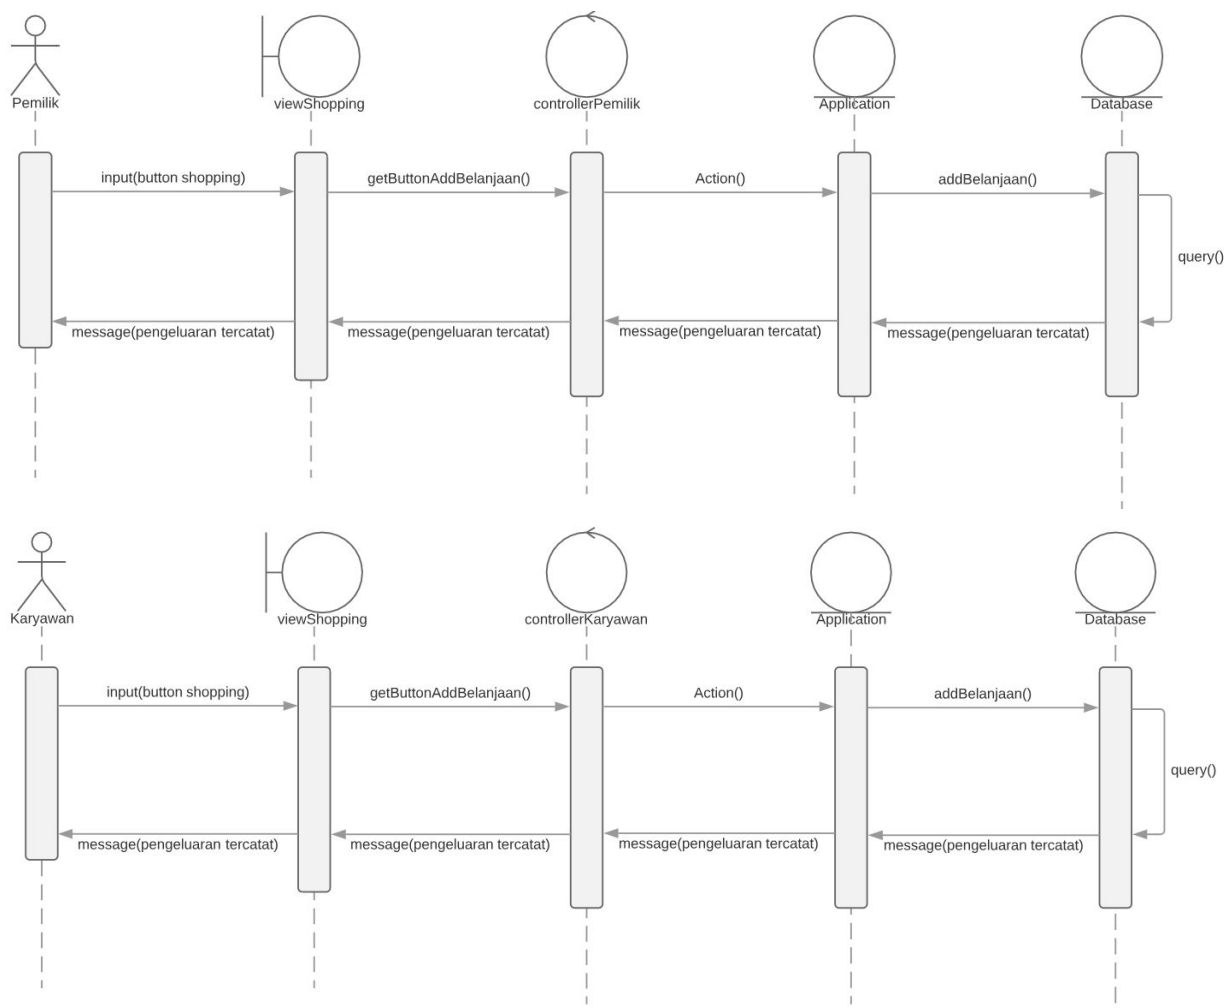 Pemilik
viewShopping
controllerPemilik
Application
Database
input(button shopping)
getButtonAddBelanjaan()
Action()
addBelanjaan()
query()
message(pengeluaran tercatat)
message(pengeluaran tercatat)
message(pengeluaran tercatat)
message(pengeluaran tercatat)
Karyawan
viewShopping
controllerKaryawan
Application
Database
input(button shopping)
getButtonAddBelanjaan()
Action()
addBelanjaan()
query()
message(pengeluaran tercatat)
message(pengeluaran tercatat)
message(pengeluaran tercatat)
message(pengeluaran tercatat)